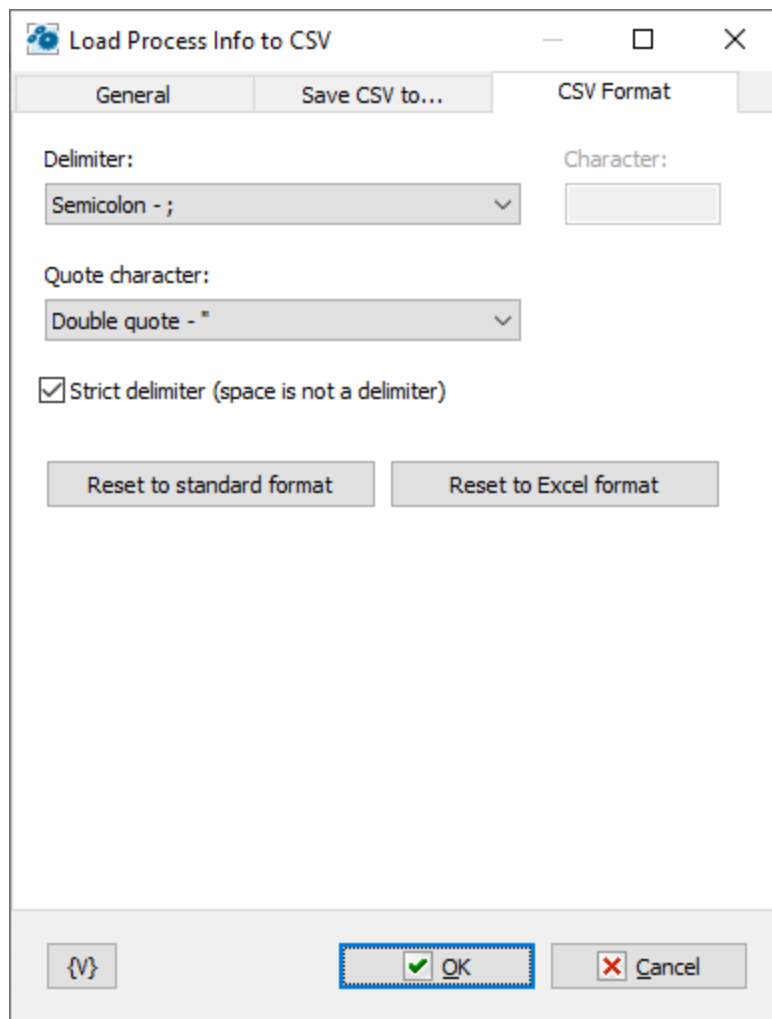 Load Process Info to CSV
General Save CSV to... CSV Format
Delimiter: Character:
Semicolon - ;
Quote character:
Double quote - "
Strict delimiter (space is not a delimiter)
Reset to standard format Reset to Excel format
{V} OK Cancel